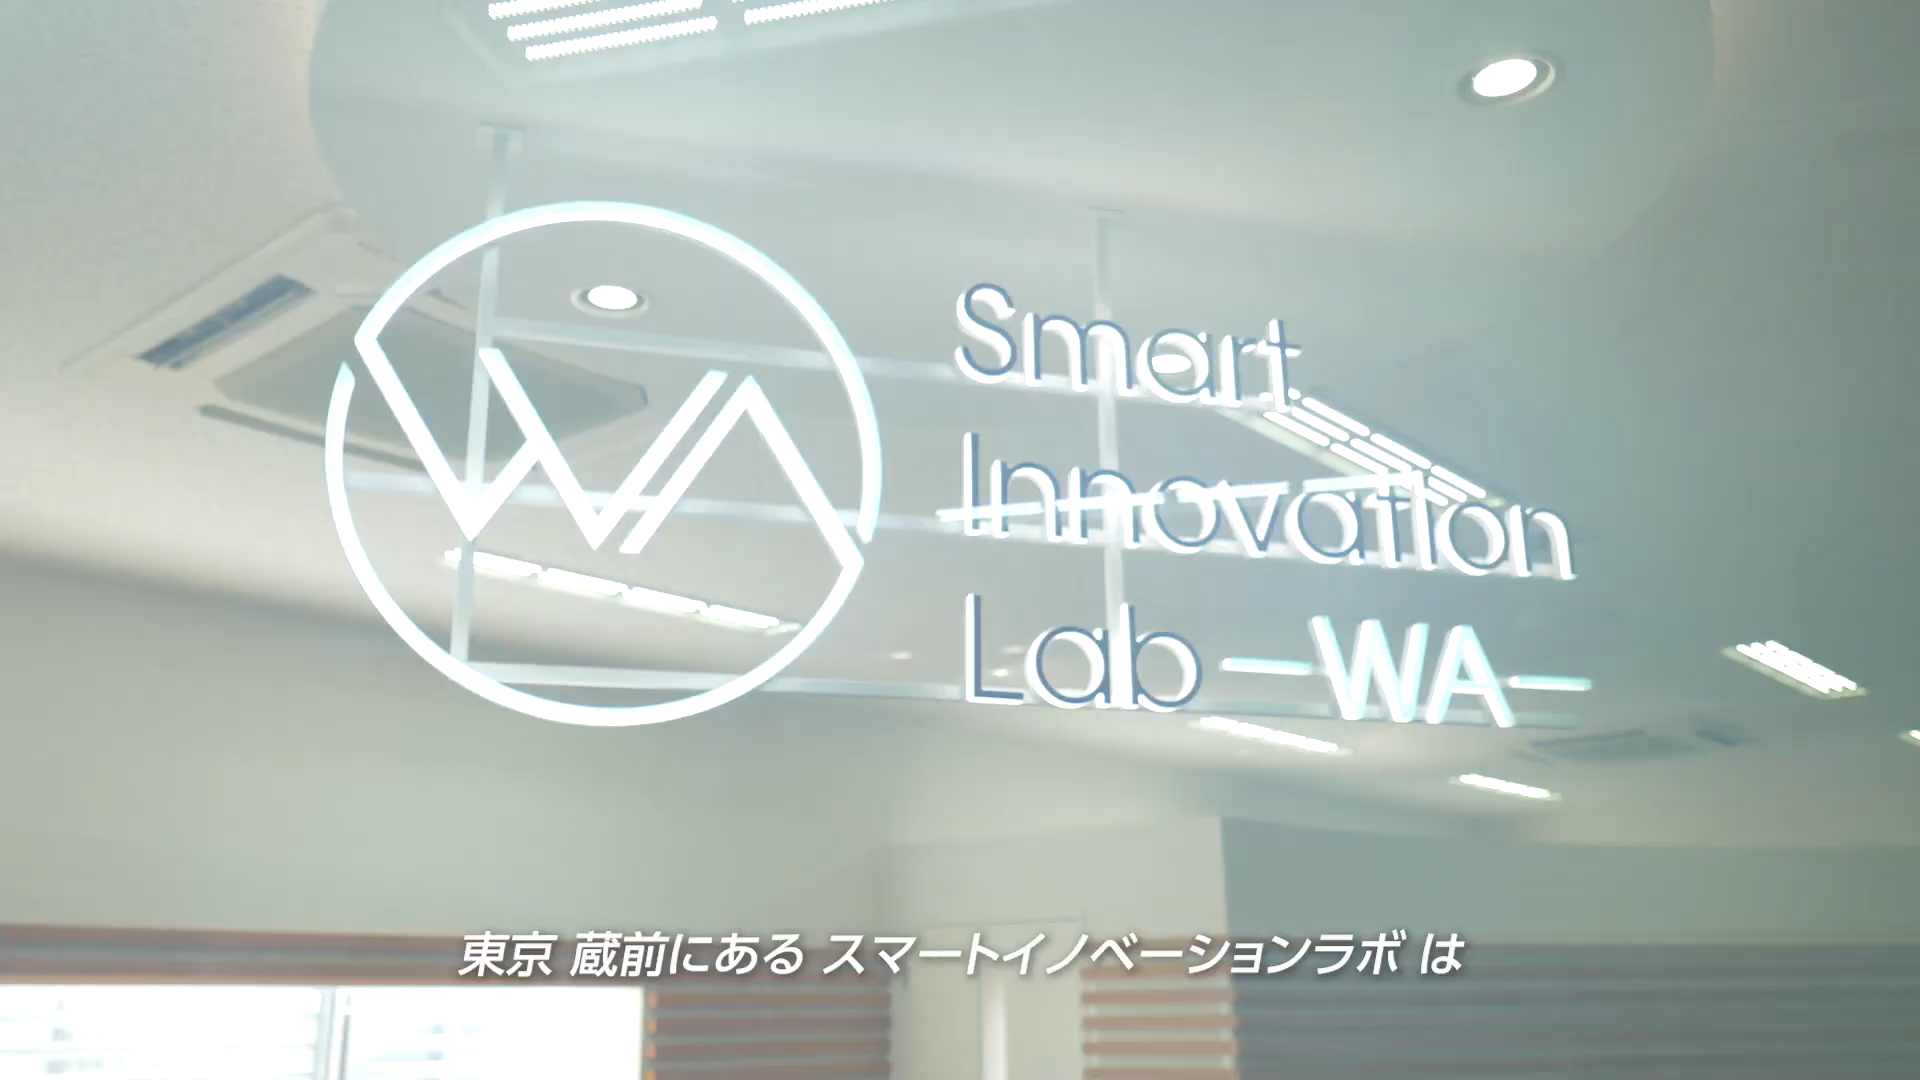 WA
Smart
Innovation
Lab -WA-
東京 蔵前にある スマートイノベーションラボ は